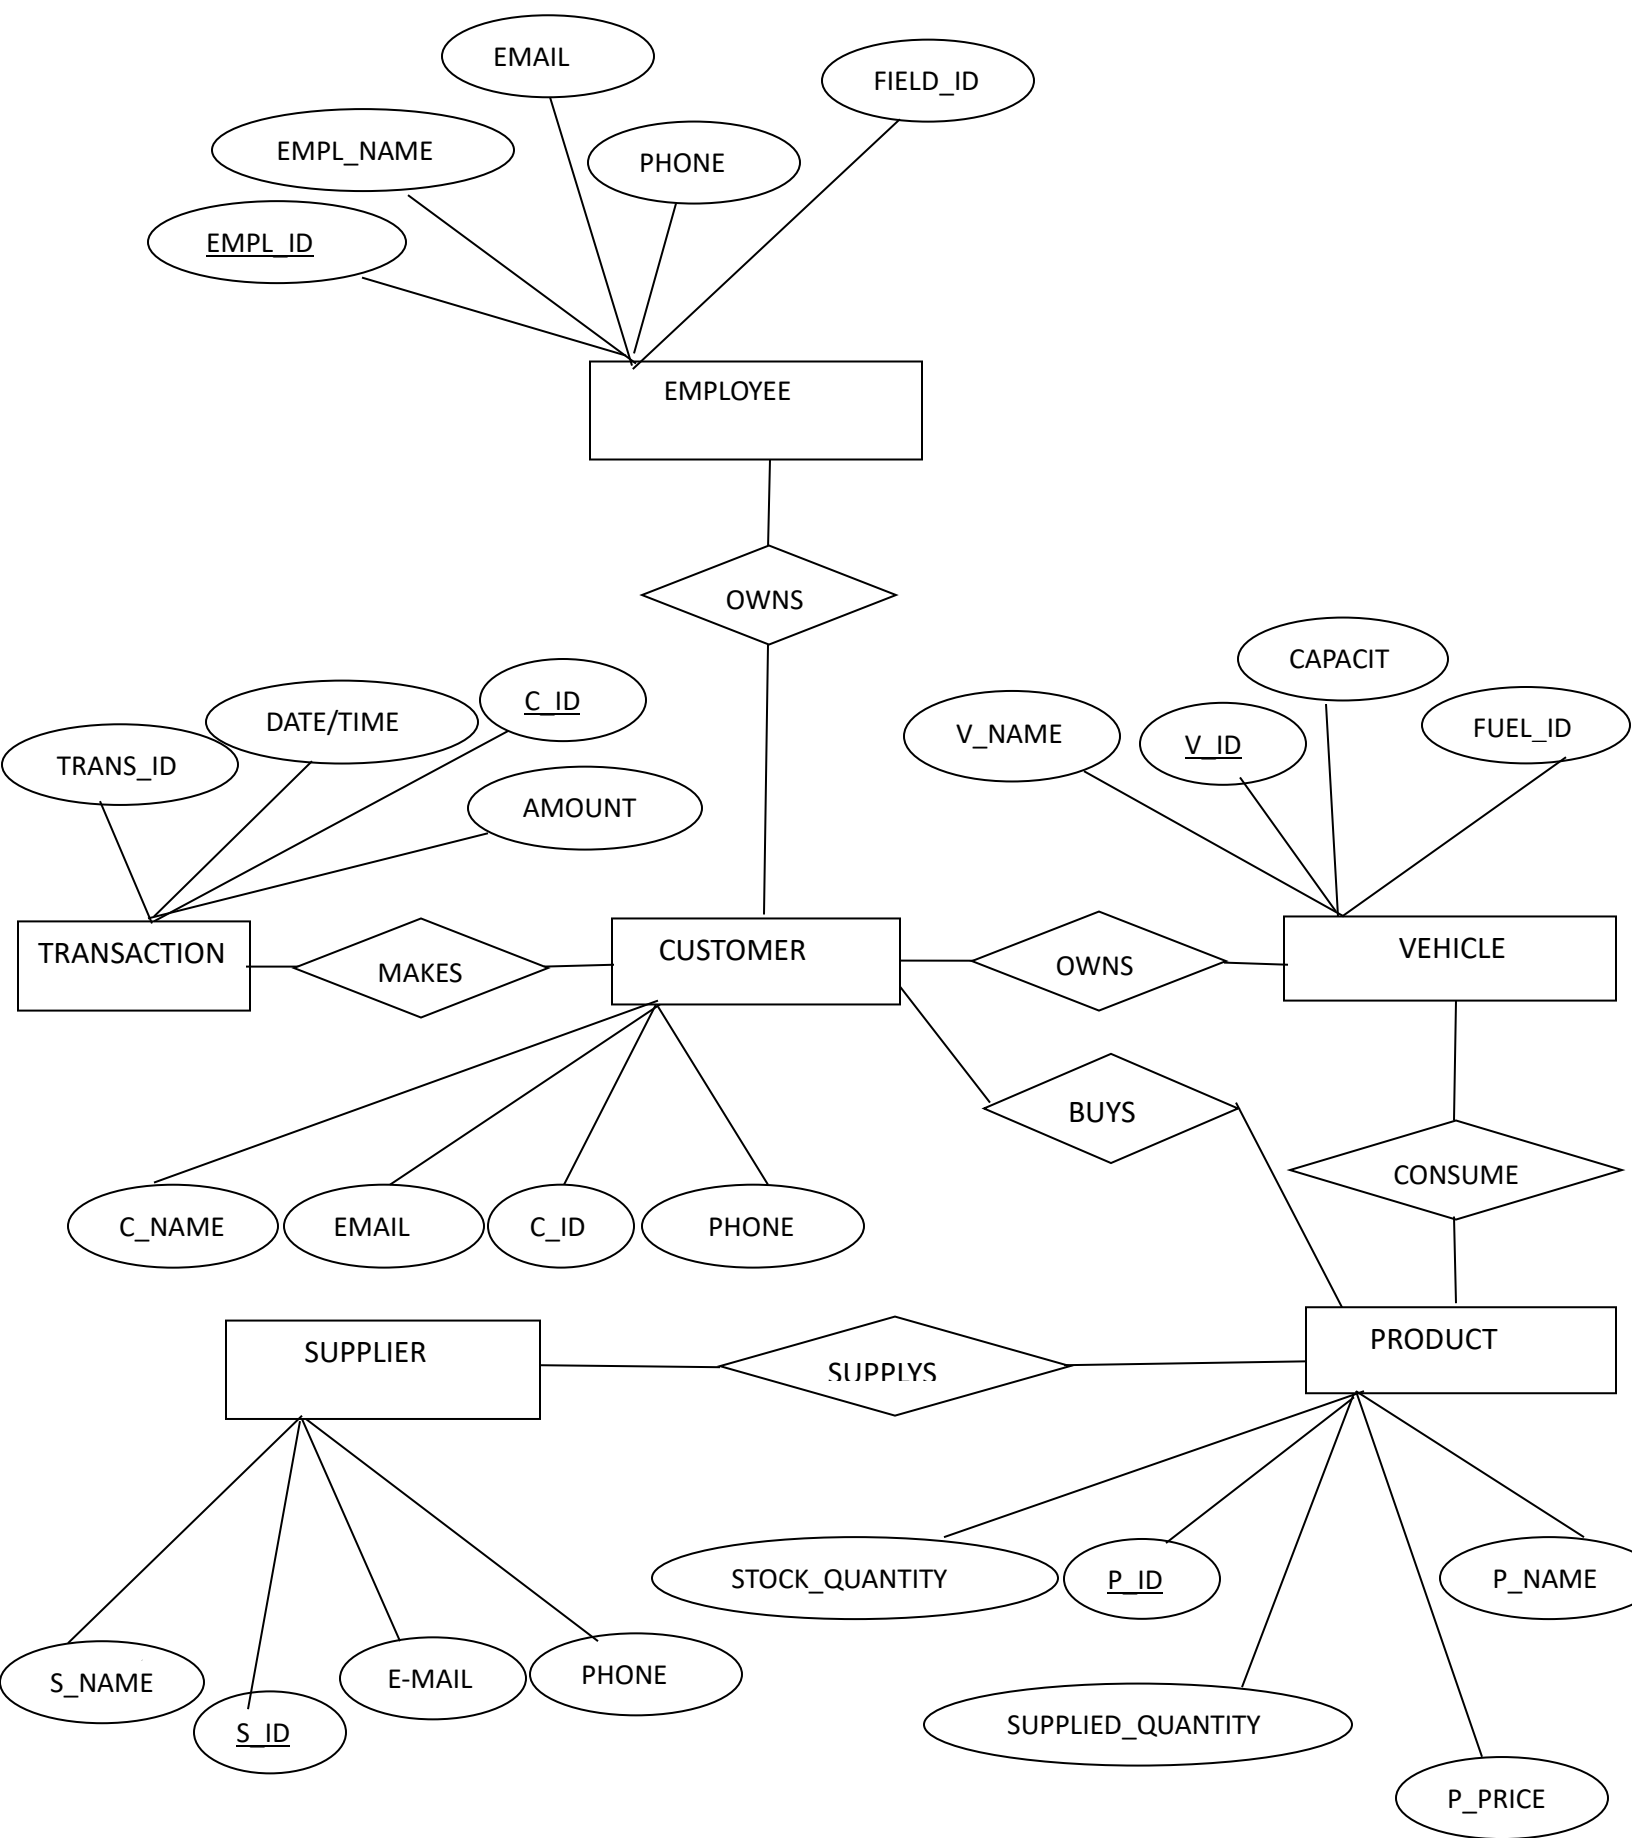 EMAIL
FIELD_ID
EMPL_NAME
PHONE
EMPL_ID
EMPLOYEE
OWNS
CAPACIT
C_ID
DATE/TIME
V_NAME
V_ID
FUEL_ID
TRANS_ID
AMOUNT
TRANSACTION
MAKES
CUSTOMER
OWNS
VEHICLE
BUYS
CONSUME
C_NAME
EMAIL
C_ID
PHONE
SUPPLIER
SUPPLYS
PRODUCT
STOCK_QUANTITY
P_ID
P_NAME
S_NAME
E-MAIL
PHONE
S_ID
SUPPLIED_QUANTITY
P_PRICE